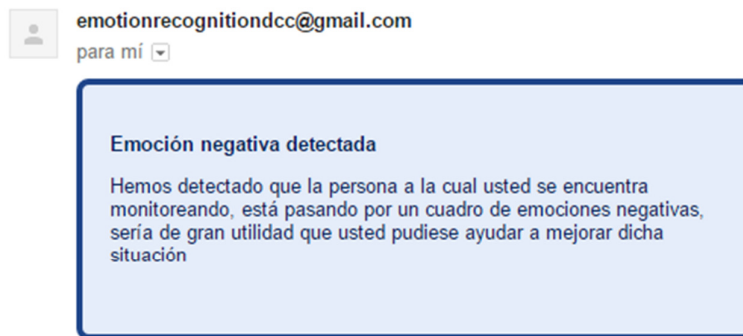 emotionrecognitiondcc@gmail.com
para mí
Emoción negativa detectada
Hemos detectado que la persona a la cual usted se encuentra
monitoreando, está pasando por un cuadro de emociones negativas,
sería de gran utilidad que usted pudiese ayudar a mejorar dicha
situación